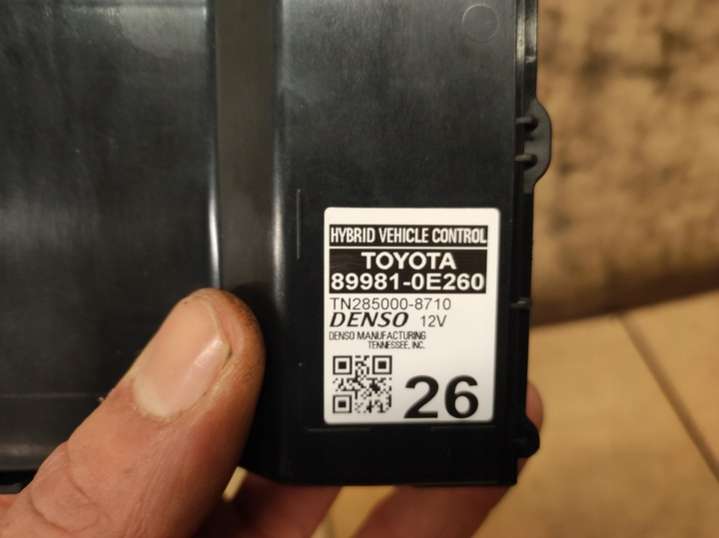 HYBRID VEHICLE CONTROL
TOYOTA
89981-0E260
TN285000-8710
DENSO 12V
DENSO MANUFACTURING
TENNESSEE, INC.
26